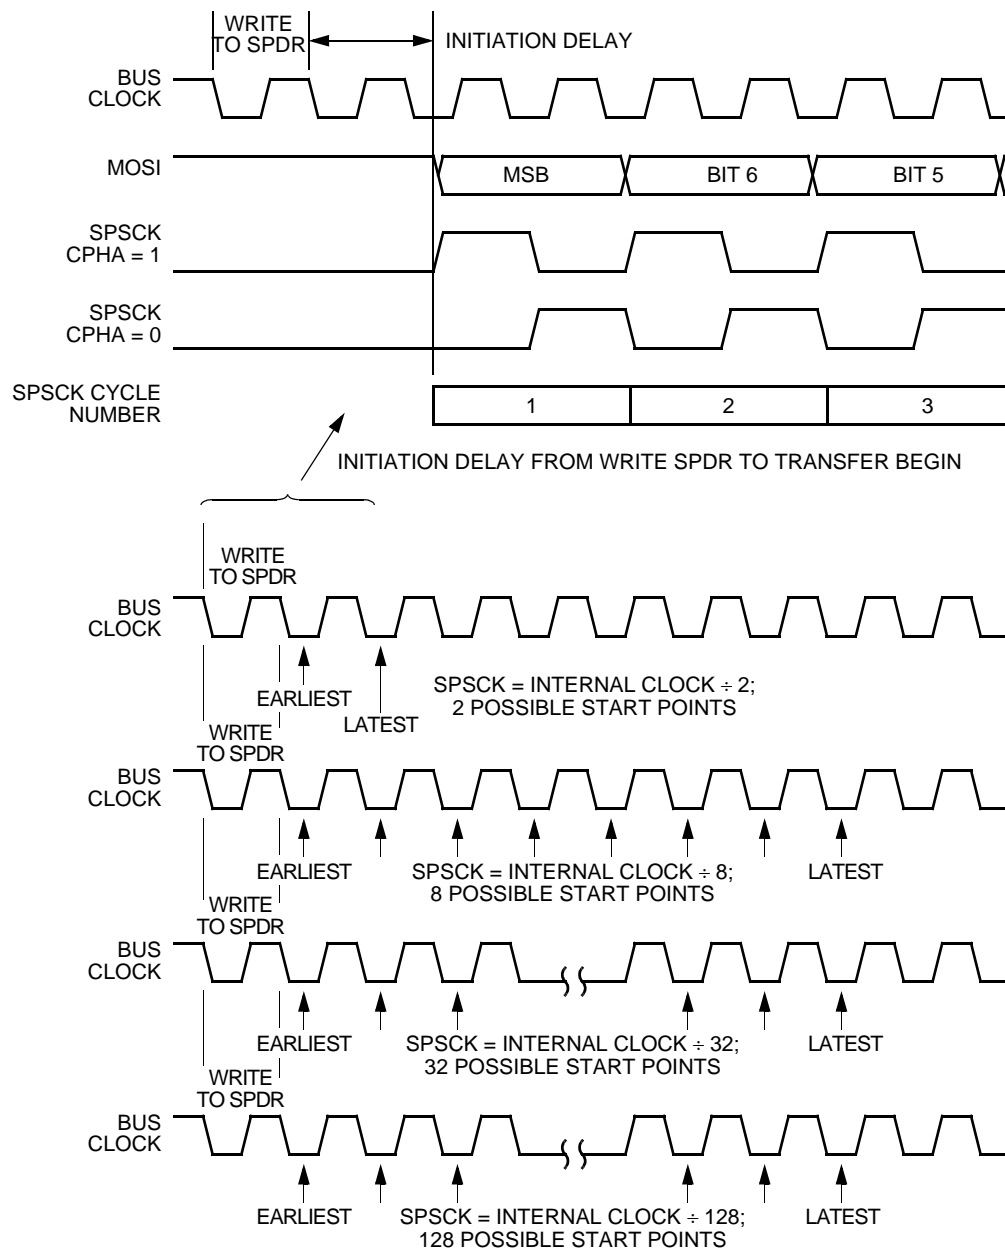 WRITE
TO SPDR
INITIATION DELAY
BUS
CLOCK
MOSI
MSB
BIT 6
BIT 5
SPSCK
CPHA = 1
SPSCK
CPHA = 0
SPSCK CYCLE
NUMBER
1
2
3
INITIATION DELAY FROM WRITE SPDR TO TRANSFER BEGIN
WRITE
TO SPDR
BUS
CLOCK
EARLIEST
LATEST
SPSCK = INTERNAL CLOCK ÷ 2;
2 POSSIBLE START POINTS
WRITE
TO SPDR
BUS
CLOCK
EARLIEST
SPSCK = INTERNAL CLOCK ÷ 8;
8 POSSIBLE START POINTS
LATEST
WRITE
TO SPDR
BUS
CLOCK
EARLIEST
SPSCK = INTERNAL CLOCK ÷ 32;
32 POSSIBLE START POINTS
LATEST
WRITE
TO SPDR
BUS
CLOCK
EARLIEST
SPSCK = INTERNAL CLOCK ÷ 128;
128 POSSIBLE START POINTS
LATEST